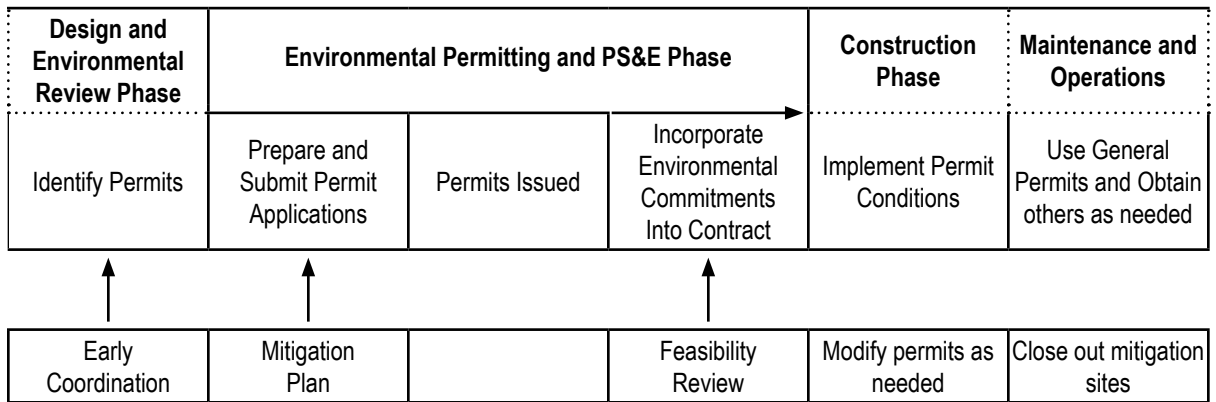 Design and
Environmental
Review Phase
Environmental Permitting and PS&E Phase
Construction
Phase
Maintenance and
Operations
Identify Permits
Prepare and
Submit Permit
Applications
Permits Issued
Incorporate
Environmental
Commitments
Into Contract
Implement Permit
Conditions
Use General
Permits and Obtain
others as needed
Early
Coordination
Mitigation
Plan
Feasibility
Review
Modify permits as
needed
Close out mitigation
sites